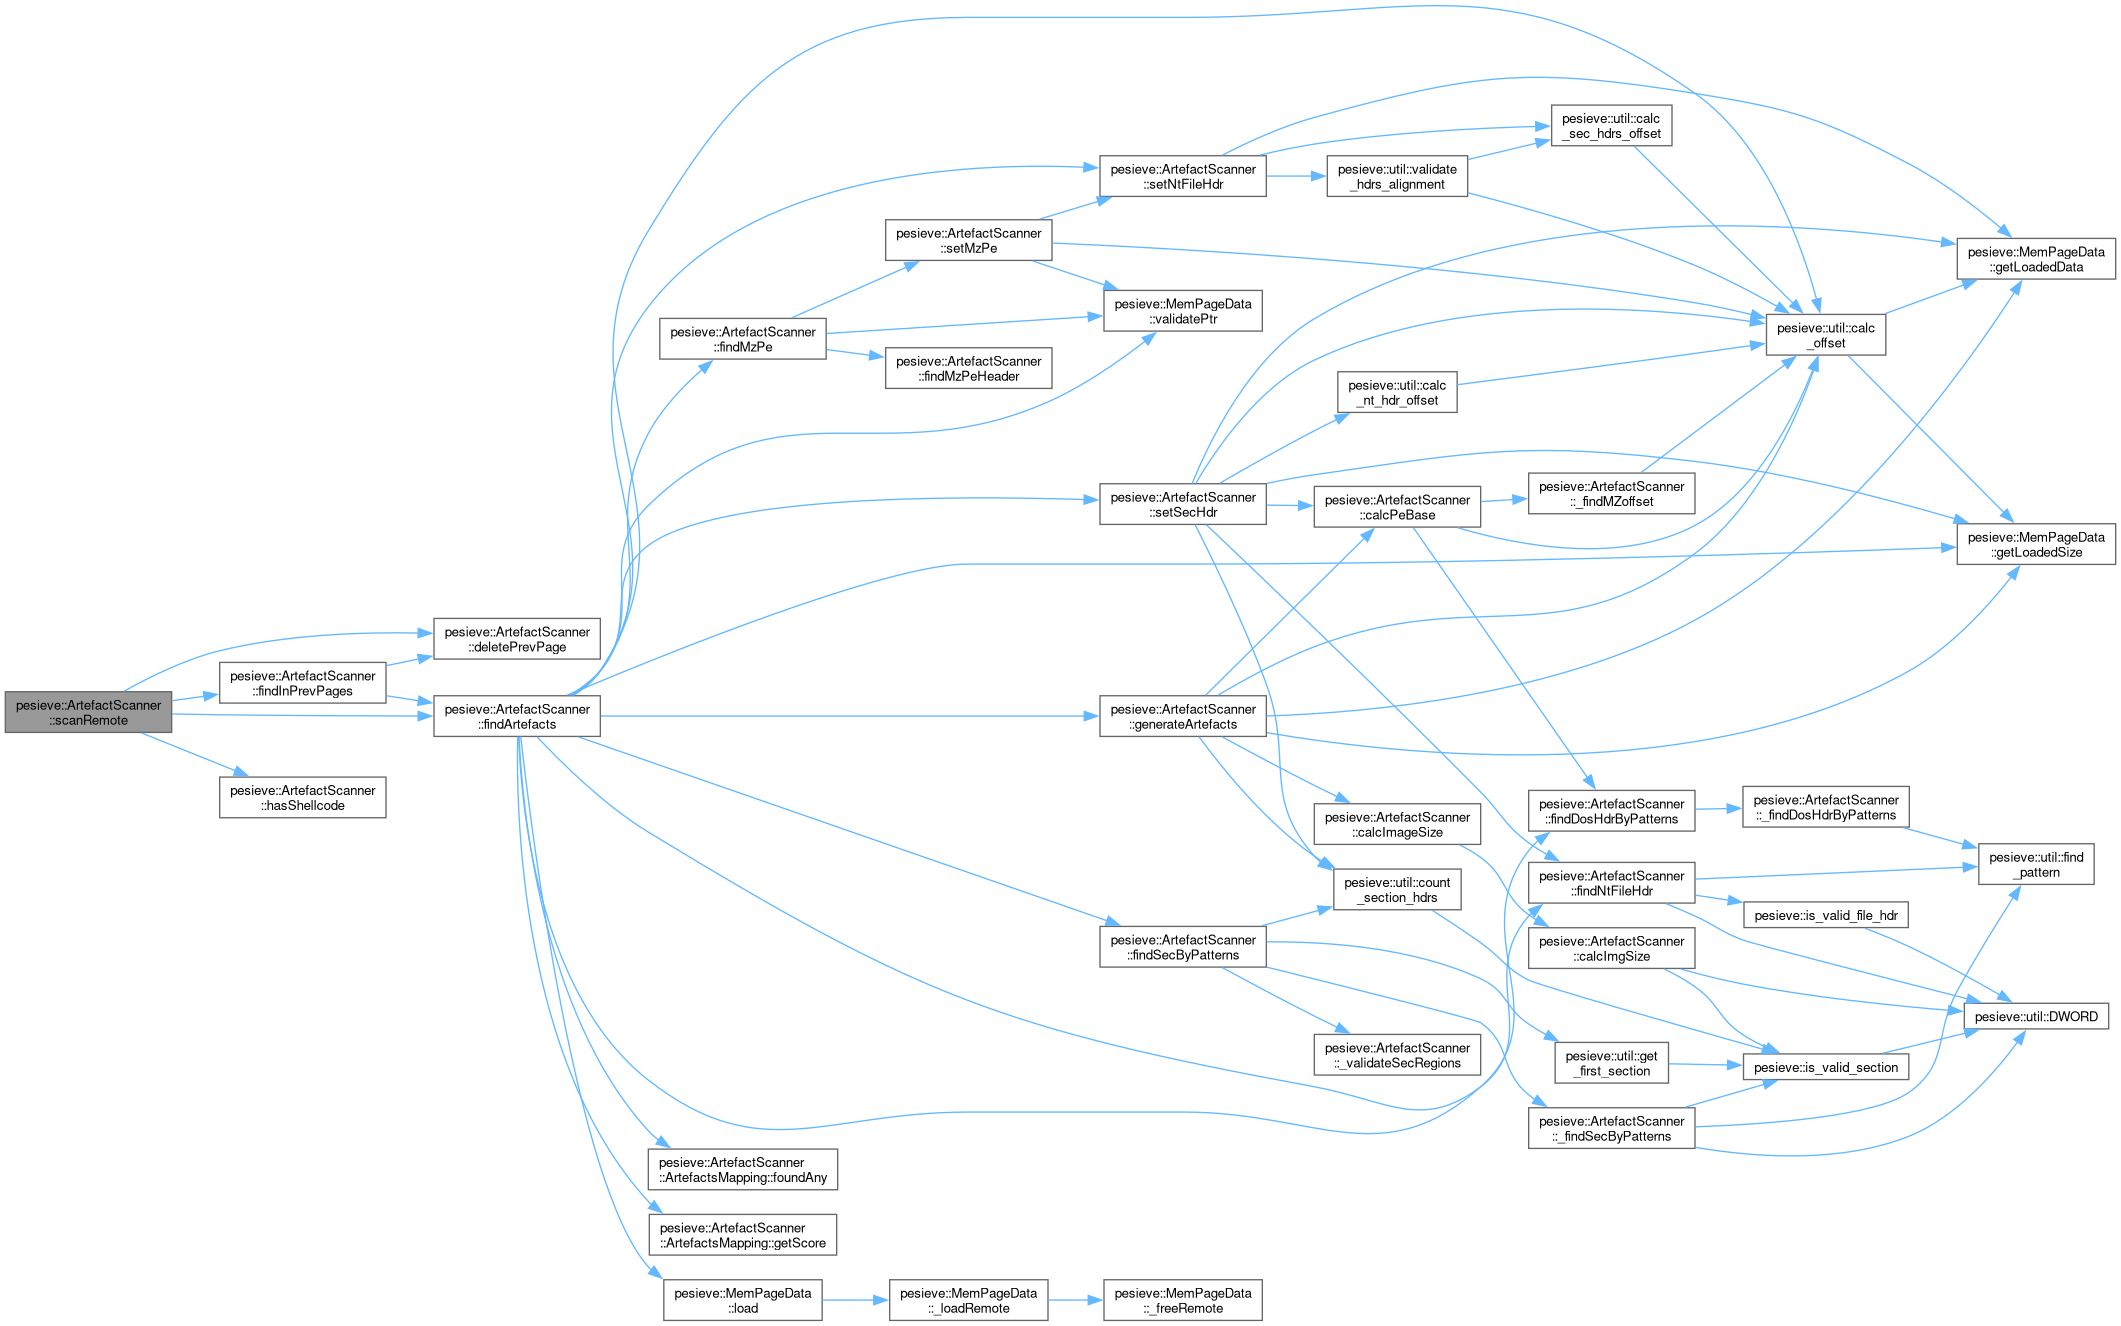 pesieve::ArtefactScanner
::scanRemote
pesieve::ArtefactScanner
::findInPrevPages
pesieve::ArtefactScanner
::hasShellcode
pesieve::ArtefactScanner
::deletePrevPage
pesieve::ArtefactScanner
::findArtefacts
pesieve::ArtefactScanner
::findMzPe
pesieve::ArtefactScanner
::ArtefactsMapping::foundAny
pesieve::ArtefactScanner
::ArtefactsMapping::getScore
pesieve::MemPageData
::load
pesieve::ArtefactScanner
::setMzPe
pesieve::ArtefactScanner
::findMzPeHeader
pesieve::MemPageData
::_loadRemote
pesieve::ArtefactScanner
::setNtFileHdr
pesieve::MemPageData
::validatePtr
pesieve::ArtefactScanner
::setSecHdr
pesieve::ArtefactScanner
::generateArtefacts
pesieve::ArtefactScanner
::findSecByPatterns
pesieve::MemPageData
::_freeRemote
pesieve::util::validate
_hdrs_alignment
pesieve::util::calc
_nt_hdr_offset
pesieve::ArtefactScanner
::calcPeBase
pesieve::ArtefactScanner
::calcImageSize
pesieve::util::count
_section_hdrs
pesieve::ArtefactScanner
::_validateSecRegions
pesieve::util::calc
_sec_hdrs_offset
pesieve::ArtefactScanner
::_findMZoffset
pesieve::ArtefactScanner
::findDosHdrByPatterns
pesieve::ArtefactScanner
::findNtFileHdr
pesieve::ArtefactScanner
::calcImgSize
pesieve::util::get
_first_section
pesieve::ArtefactScanner
::_findSecByPatterns
pesieve::util::calc
_offset
pesieve::ArtefactScanner
::_findDosHdrByPatterns
pesieve::is_valid_file_hdr
pesieve::is_valid_section
pesieve::MemPageData
::getLoadedData
pesieve::MemPageData
::getLoadedSize
pesieve::util::find
_pattern
pesieve::util::DWORD